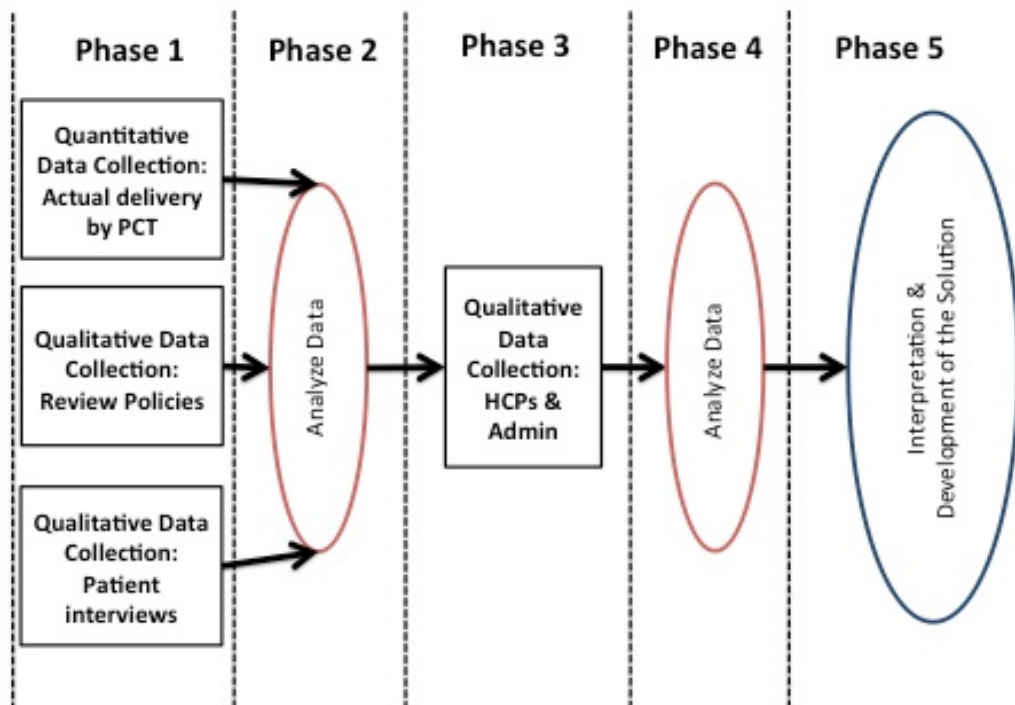 Phase 1
Phase 2
Phase 3
Phase 4
Phase 5
Quantitative
Data Collection:
Actual delivery
by PCT
Qualitative Data
Collection:
Review Policies
Qualitative Data
Collection:
Patient
interviews
Analyze Data
Qualitative
Data
Collection:
HCPs &
Admin
Analyze Data
Interpretation &
Development of the Solution